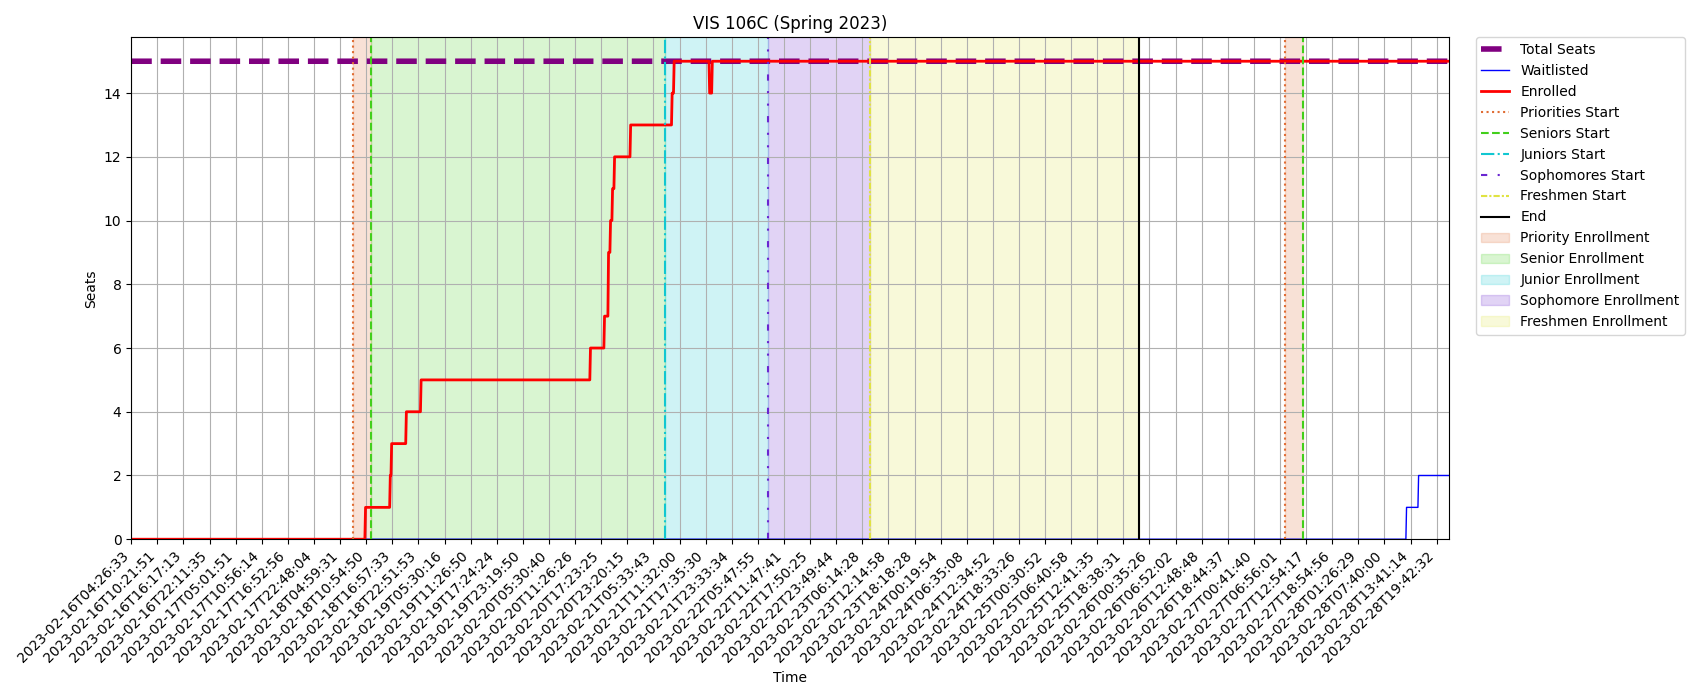 VIS 106C (Spring 2023)
Seats
14
12
10
8
6
4
2
0
2023-02-16T04:26:33
2023-02-16T10:21:51
2023-02-16T16:17:13
2023-02-16T22:11:35
2023-02-17T05:01:51
2023-02-17T10:56:14
2023-02-17T16:52:56
2023-02-17T22:48:04
2023-02-18T04:59:31
2023-02-18T10:54:50
2023-02-18T16:57:33
2023-02-18T22:51:53
2023-02-19T05:30:16
2023-02-19T11:26:50
2023-02-19T17:24:24
2023-02-19T23:19:50
2023-02-20T05:30:40
2023-02-20T11:26:26
2023-02-20T17:23:25
2023-02-20T23:20:15
2023-02-21T05:33:43
2023-02-21T11:32:00
2023-02-21T17:35:30
2023-02-21T23:33:34
2023-02-22T05:47:55
2023-02-22T11:47:41
2023-02-22T17:50:25
2023-02-22T23:49:44
2023-02-23T06:14:28
2023-02-23T12:14:58
2023-02-23T18:18:28
2023-02-24T00:19:54
2023-02-24T06:35:08
2023-02-24T12:34:52
2023-02-24T18:33:26
2023-02-25T00:30:52
2023-02-25T06:40:58
2023-02-25T12:41:35
2023-02-25T18:38:31
2023-02-26T00:35:26
2023-02-26T06:52:02
2023-02-26T12:48:48
2023-02-26T18:44:37
2023-02-27T00:41:40
2023-02-27T06:56:01
2023-02-27T12:54:17
2023-02-27T18:54:56
2023-02-28T01:26:29
2023-02-28T07:40:00
2023-02-28T13:41:14
2023-02-28T19:42:32
Time
Total Seats
Waitlisted
Enrolled
Priorities Start
Seniors Start
Juniors Start
Sophomores Start
Freshmen Start
End
Priority Enrollment
Senior Enrollment
Junior Enrollment
Sophomore Enrollment
Freshmen Enrollment